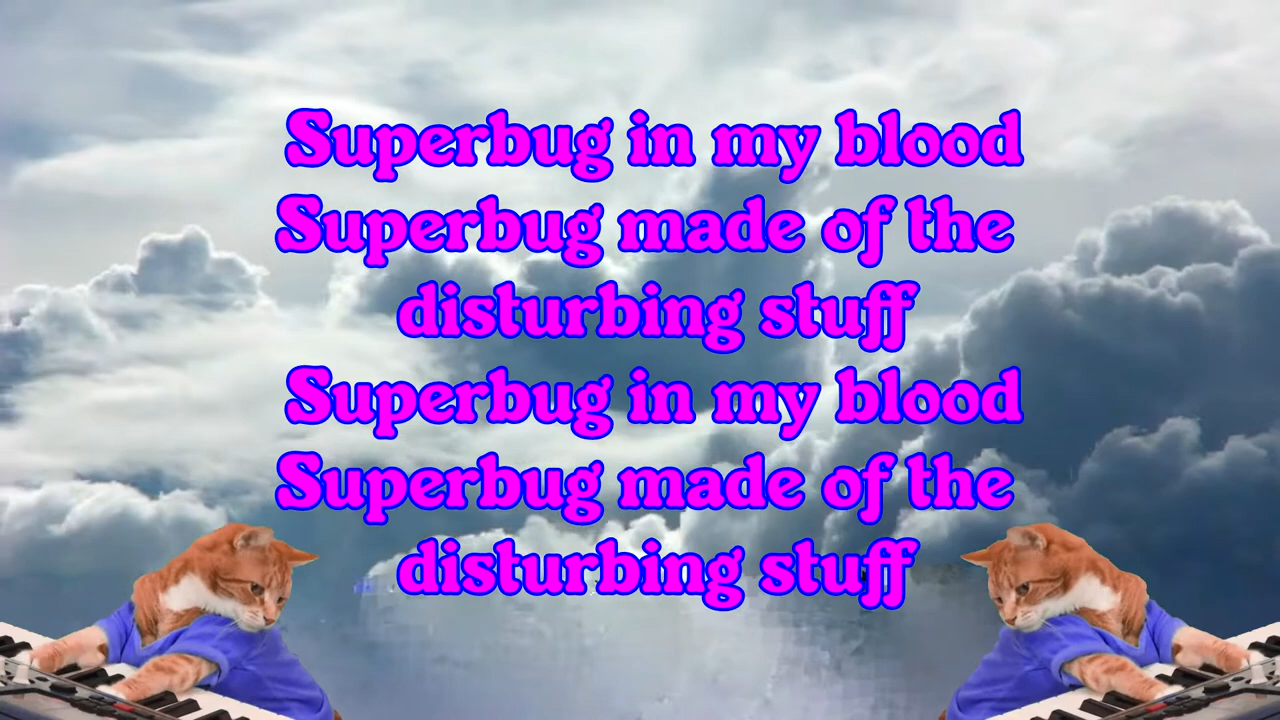 Superbug in my blood
Superbug made of the
disturbing stuff
Superbug in my blood
Superbug made of the
disturbing stuff